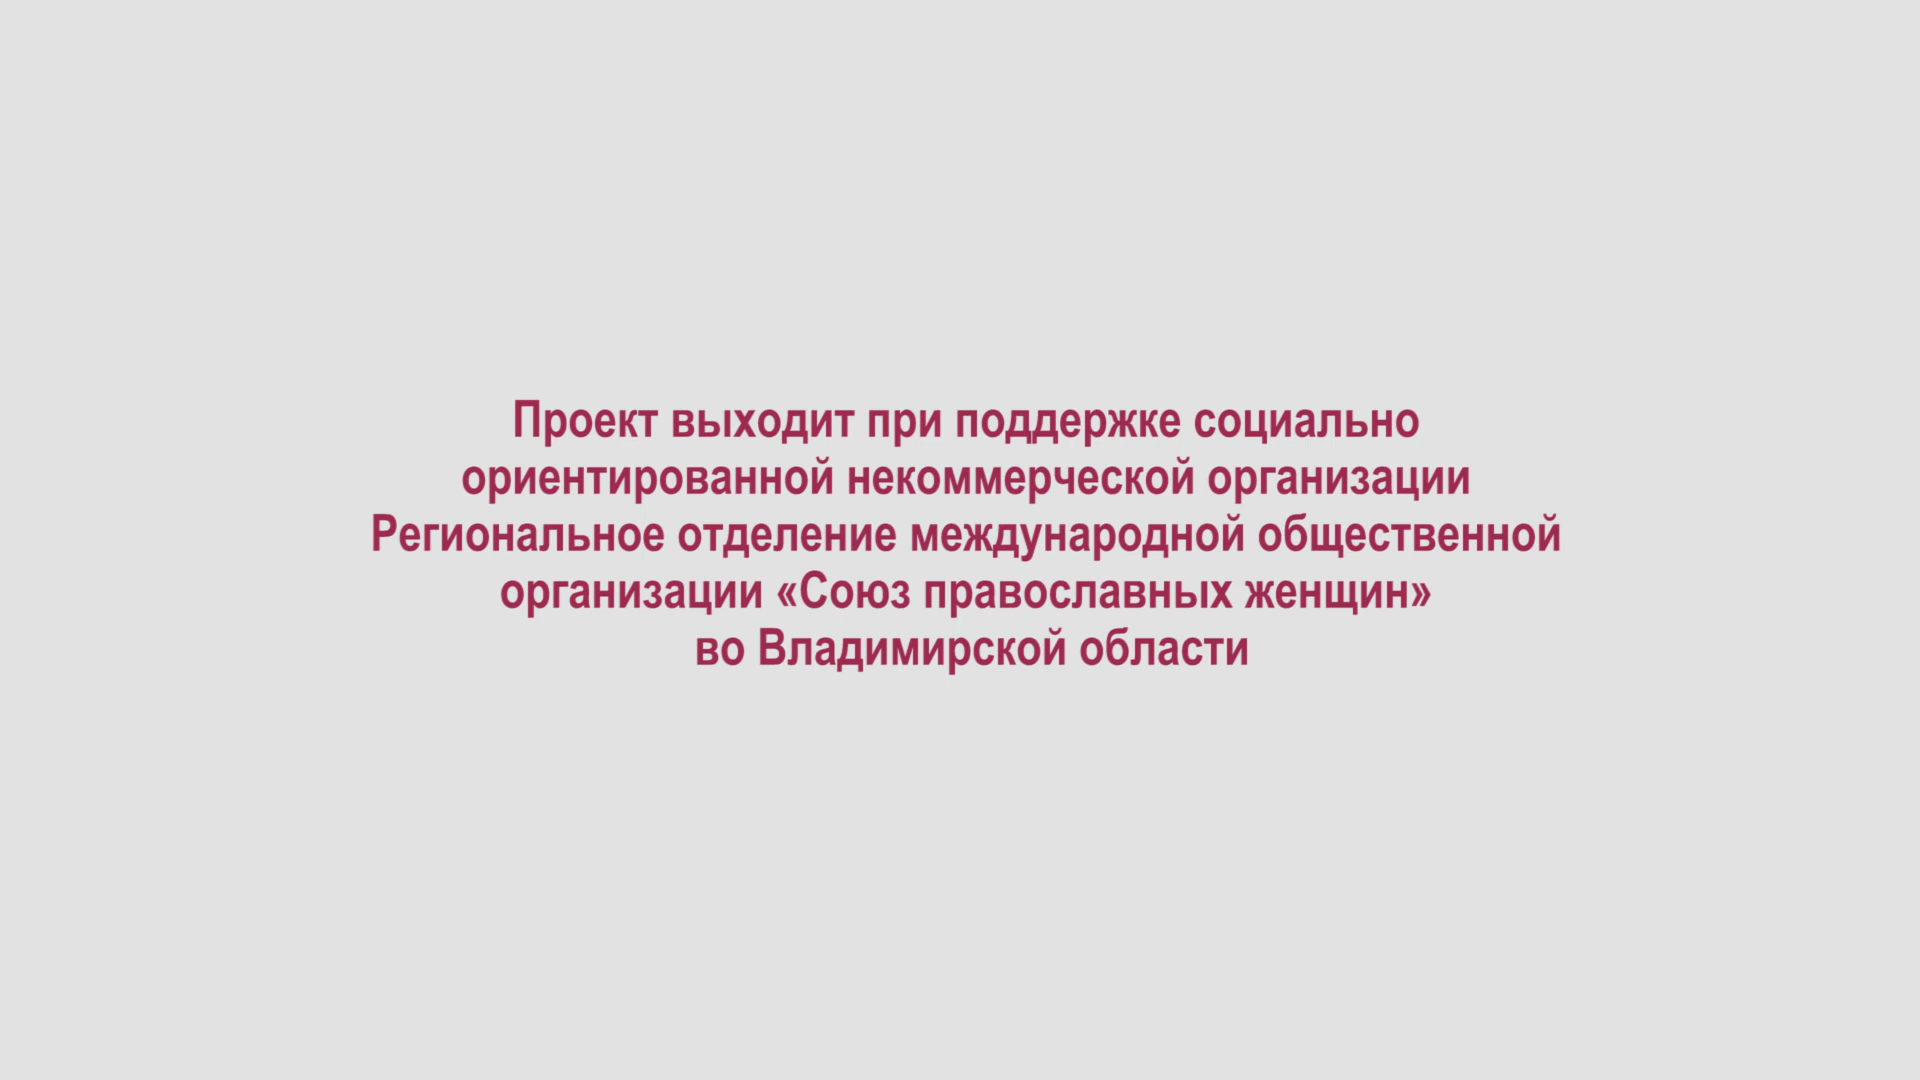 Проект выходит при поддержке социально
ориентированной некоммерческой организации
Региональное отделение международной общественной
организации «Союз православных женщин»
во Владимирской области